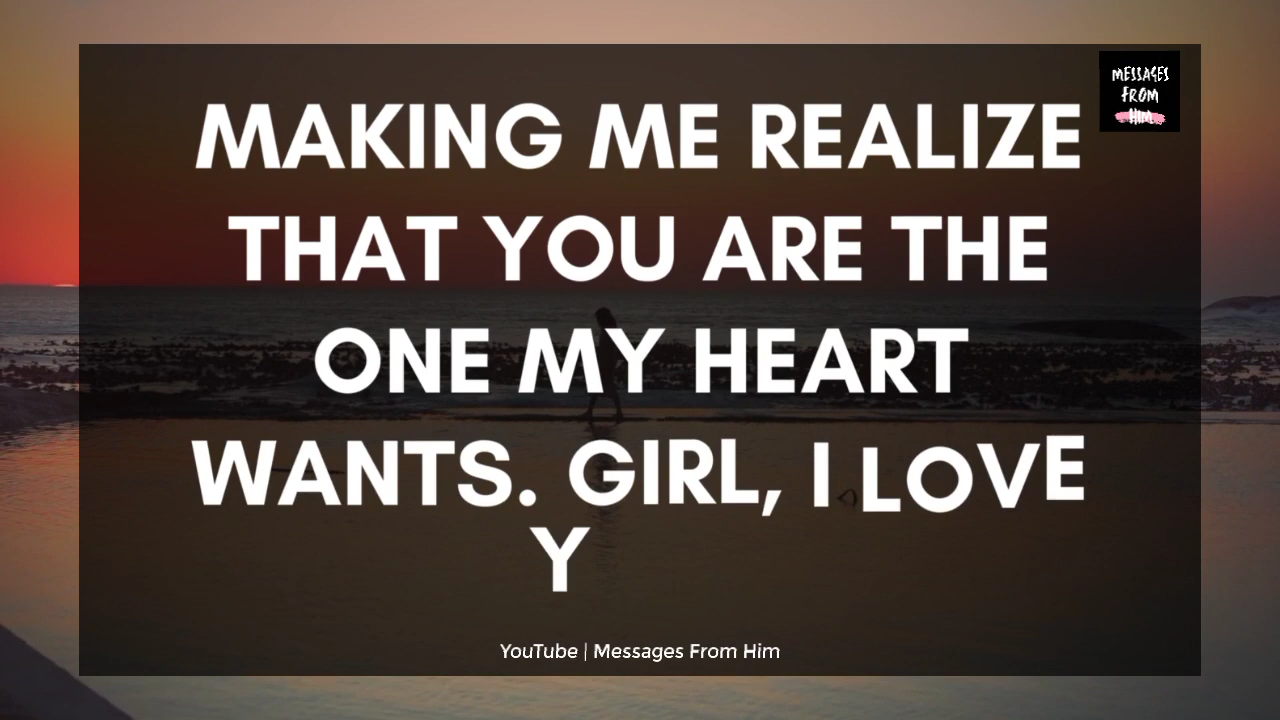 MESSAGES
FROM
HIM
MAKING ME REALIZE
THAT YOU ARE THE
ONE MY HEART
WANTS. GIRL, I LOVE
Y
YouTube | Messages From Him